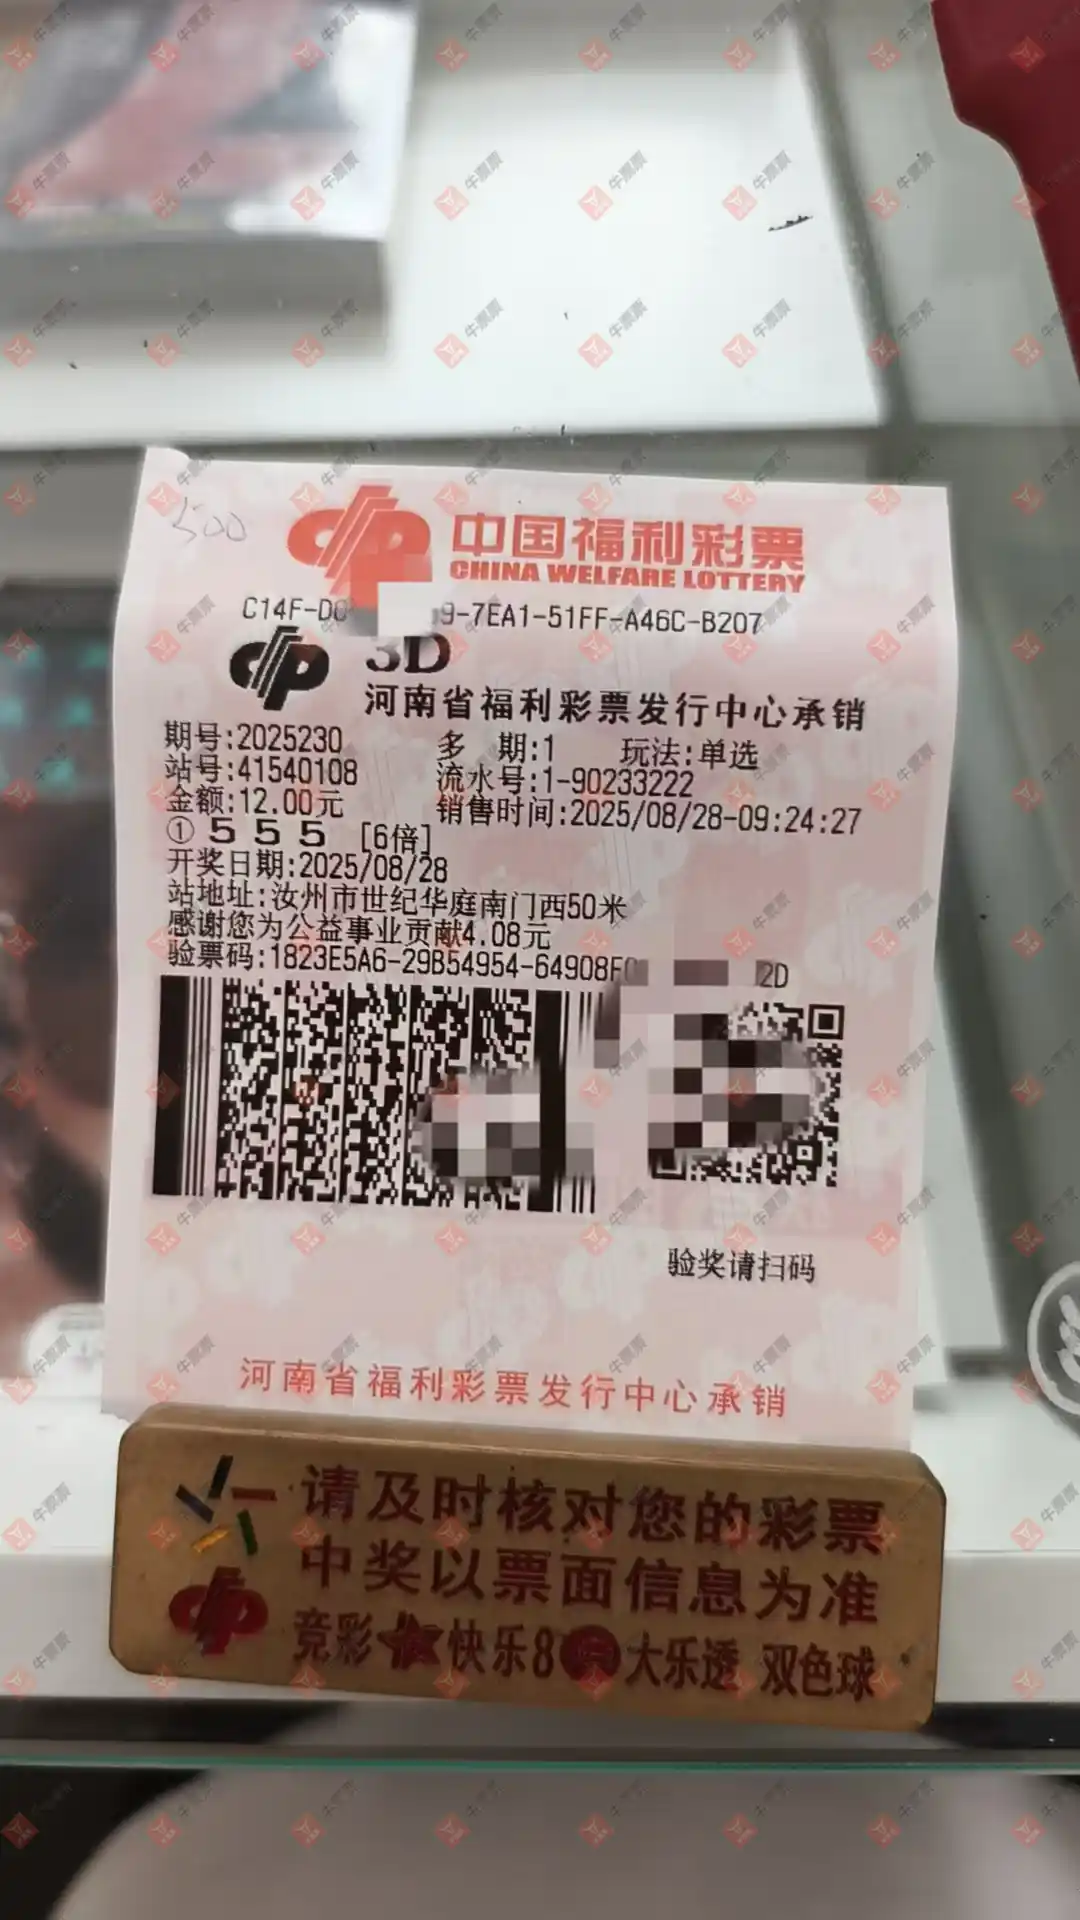 500
中国福利彩票
CHINA WELFARE LOTTERY
C14F-D0 9-7EA1-51FF-A46C-B207
3D
河南省福利彩票发行中心承销
期号:2025230 多 期:1 玩法:单选
站号:41540108 流水号:1-90233222
金额:12.00元 销售时间:2025/08/28-09:24:27
① 5 5 5 [6倍]
开奖日期:2025/08/28
站地址:汝州市世纪华庭南门西50米
感谢您为公益事业贡献4.08元
验票码:1823E5A6-29B54954-64908F 2D
验奖请扫码
河南省福利彩票发行中心承销
请及时核对您的彩票
中奖以票面信息为准
竞彩 快乐8 大乐透 双色球
牛票票